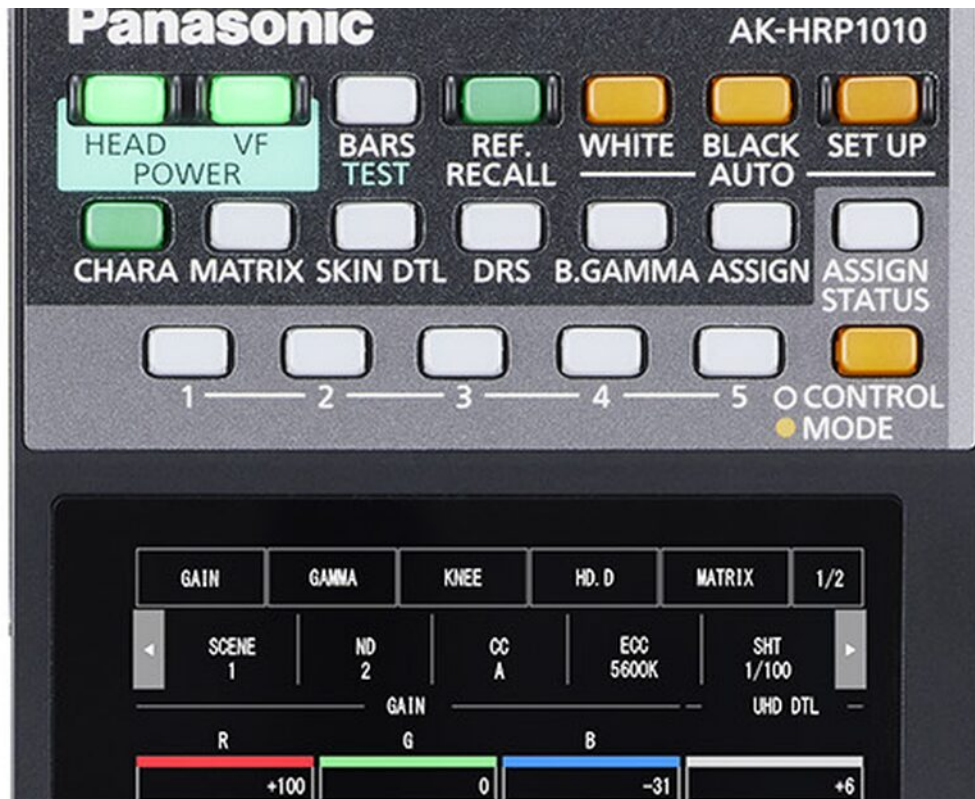 Panasonic
AK-HRP1010
HEAD VF
POWER
BARS
TEST
REF.
RECALL
WHITE BLACK SET UP
AUTO
CHARA MATRIX SKIN DTL DRS B.GAMMA ASSIGN ASSIGN
STATUS
1 2 3 4 5 CONTROL
MODE
GAIN GAMMA KNEE HD.D MATRIX 1/2
SCENE ND CC ECC SHT
1 2 A 5600K 1/100
GAIN UHD DTL
R G B
+100 0 -31 +6